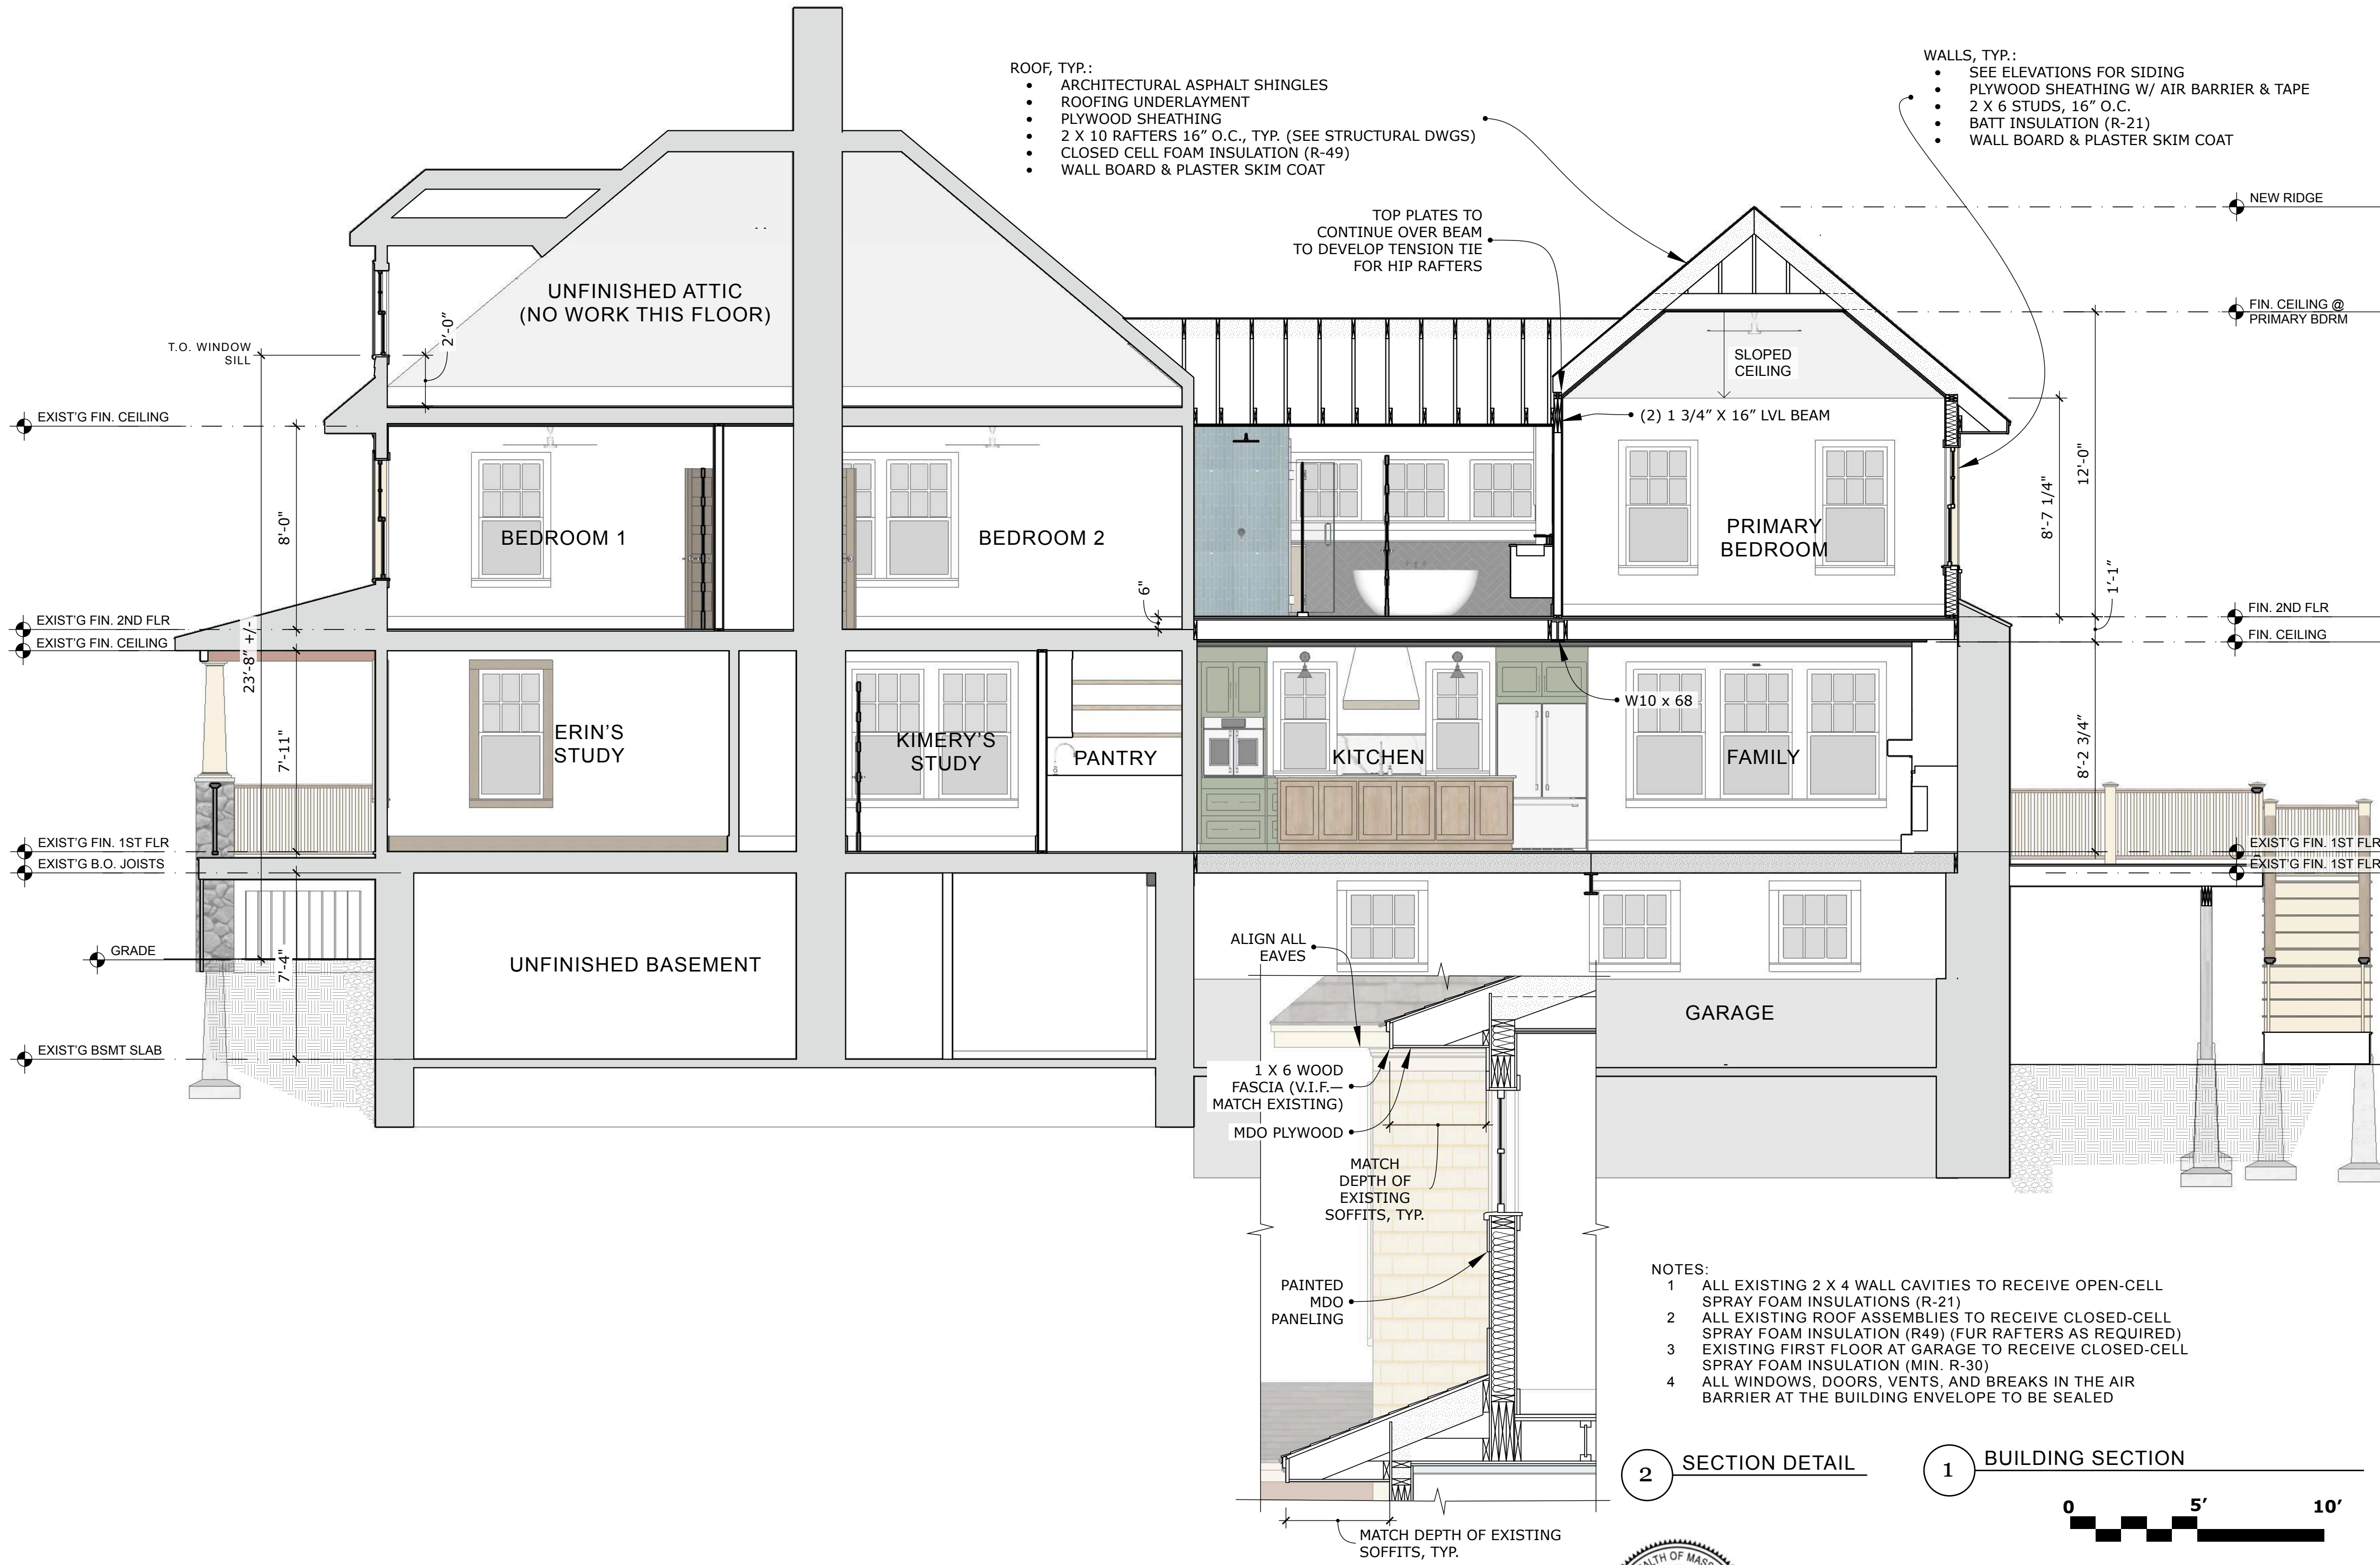 ROOF, TYP.:
• ARCHITECTURAL ASPHALT SHINGLES
• ROOFING UNDERLAYMENT
• PLYWOOD SHEATHING
• 2 X 10 RAFTERS 16” O.C., TYP. (SEE STRUCTURAL DWGS)
• CLOSED CELL FOAM INSULATION (R-49)
• WALL BOARD & PLASTER SKIM COAT
WALLS, TYP.:
• SEE ELEVATIONS FOR SIDING
• PLYWOOD SHEATHING W/ AIR BARRIER & TAPE
• 2 X 6 STUDS, 16” O.C.
• BATT INSULATION (R-21)
• WALL BOARD & PLASTER SKIM COAT
NEW RIDGE
TOP PLATES TO
CONTINUE OVER BEAM
TO DEVELOP TENSION TIE
FOR HIP RAFTERS
UNFINISHED ATTIC
(NO WORK THIS FLOOR)
2’-0”
T.O. WINDOW
SILL
FIN. CEILING @
PRIMARY BDRM
SLOPED
CEILING
EXIST’G FIN. CEILING
(2) 1 3/4” X 16” LVL BEAM
12'-0"
8'-0"
BEDROOM 1
BEDROOM 2
PRIMARY
BEDROOM
8'-7 1/4"
6"
1’-1”
EXIST’G FIN. 2ND FLR
EXIST’G FIN. CEILING
FIN. 2ND FLR
FIN. CEILING
23’-8” +/-
W10 x 68
7'-11"
ERIN’S
STUDY
KIMERY’S
STUDY
PANTRY
KITCHEN
FAMILY
8’-2 3/4”
EXIST’G FIN. 1ST FLR
EXIST’G B.O. JOISTS
EXIST’G FIN. 1ST FLR
EXIST’G FIN. 1ST FLR
GRADE
7'-4"
UNFINISHED BASEMENT
ALIGN ALL
EAVES
GARAGE
EXIST’G BSMT SLAB
1 X 6 WOOD
FASCIA (V.I.F.—
MATCH EXISTING)
MDO PLYWOOD
MATCH
DEPTH OF
EXISTING
SOFFITS, TYP.
PAINTED
MDO
PANELING
NOTES:
1 ALL EXISTING 2 X 4 WALL CAVITIES TO RECEIVE OPEN-CELL
SPRAY FOAM INSULATIONS (R-21)
2 ALL EXISTING ROOF ASSEMBLIES TO RECEIVE CLOSED-CELL
SPRAY FOAM INSULATION (R49) (FUR RAFTERS AS REQUIRED)
3 EXISTING FIRST FLOOR AT GARAGE TO RECEIVE CLOSED-CELL
SPRAY FOAM INSULATION (MIN. R-30)
4 ALL WINDOWS, DOORS, VENTS, AND BREAKS IN THE AIR
BARRIER AT THE BUILDING ENVELOPE TO BE SEALED
2 SECTION DETAIL
1 BUILDING SECTION
0 5’ 10’
MATCH DEPTH OF EXISTING
SOFFITS, TYP.
OF MASS